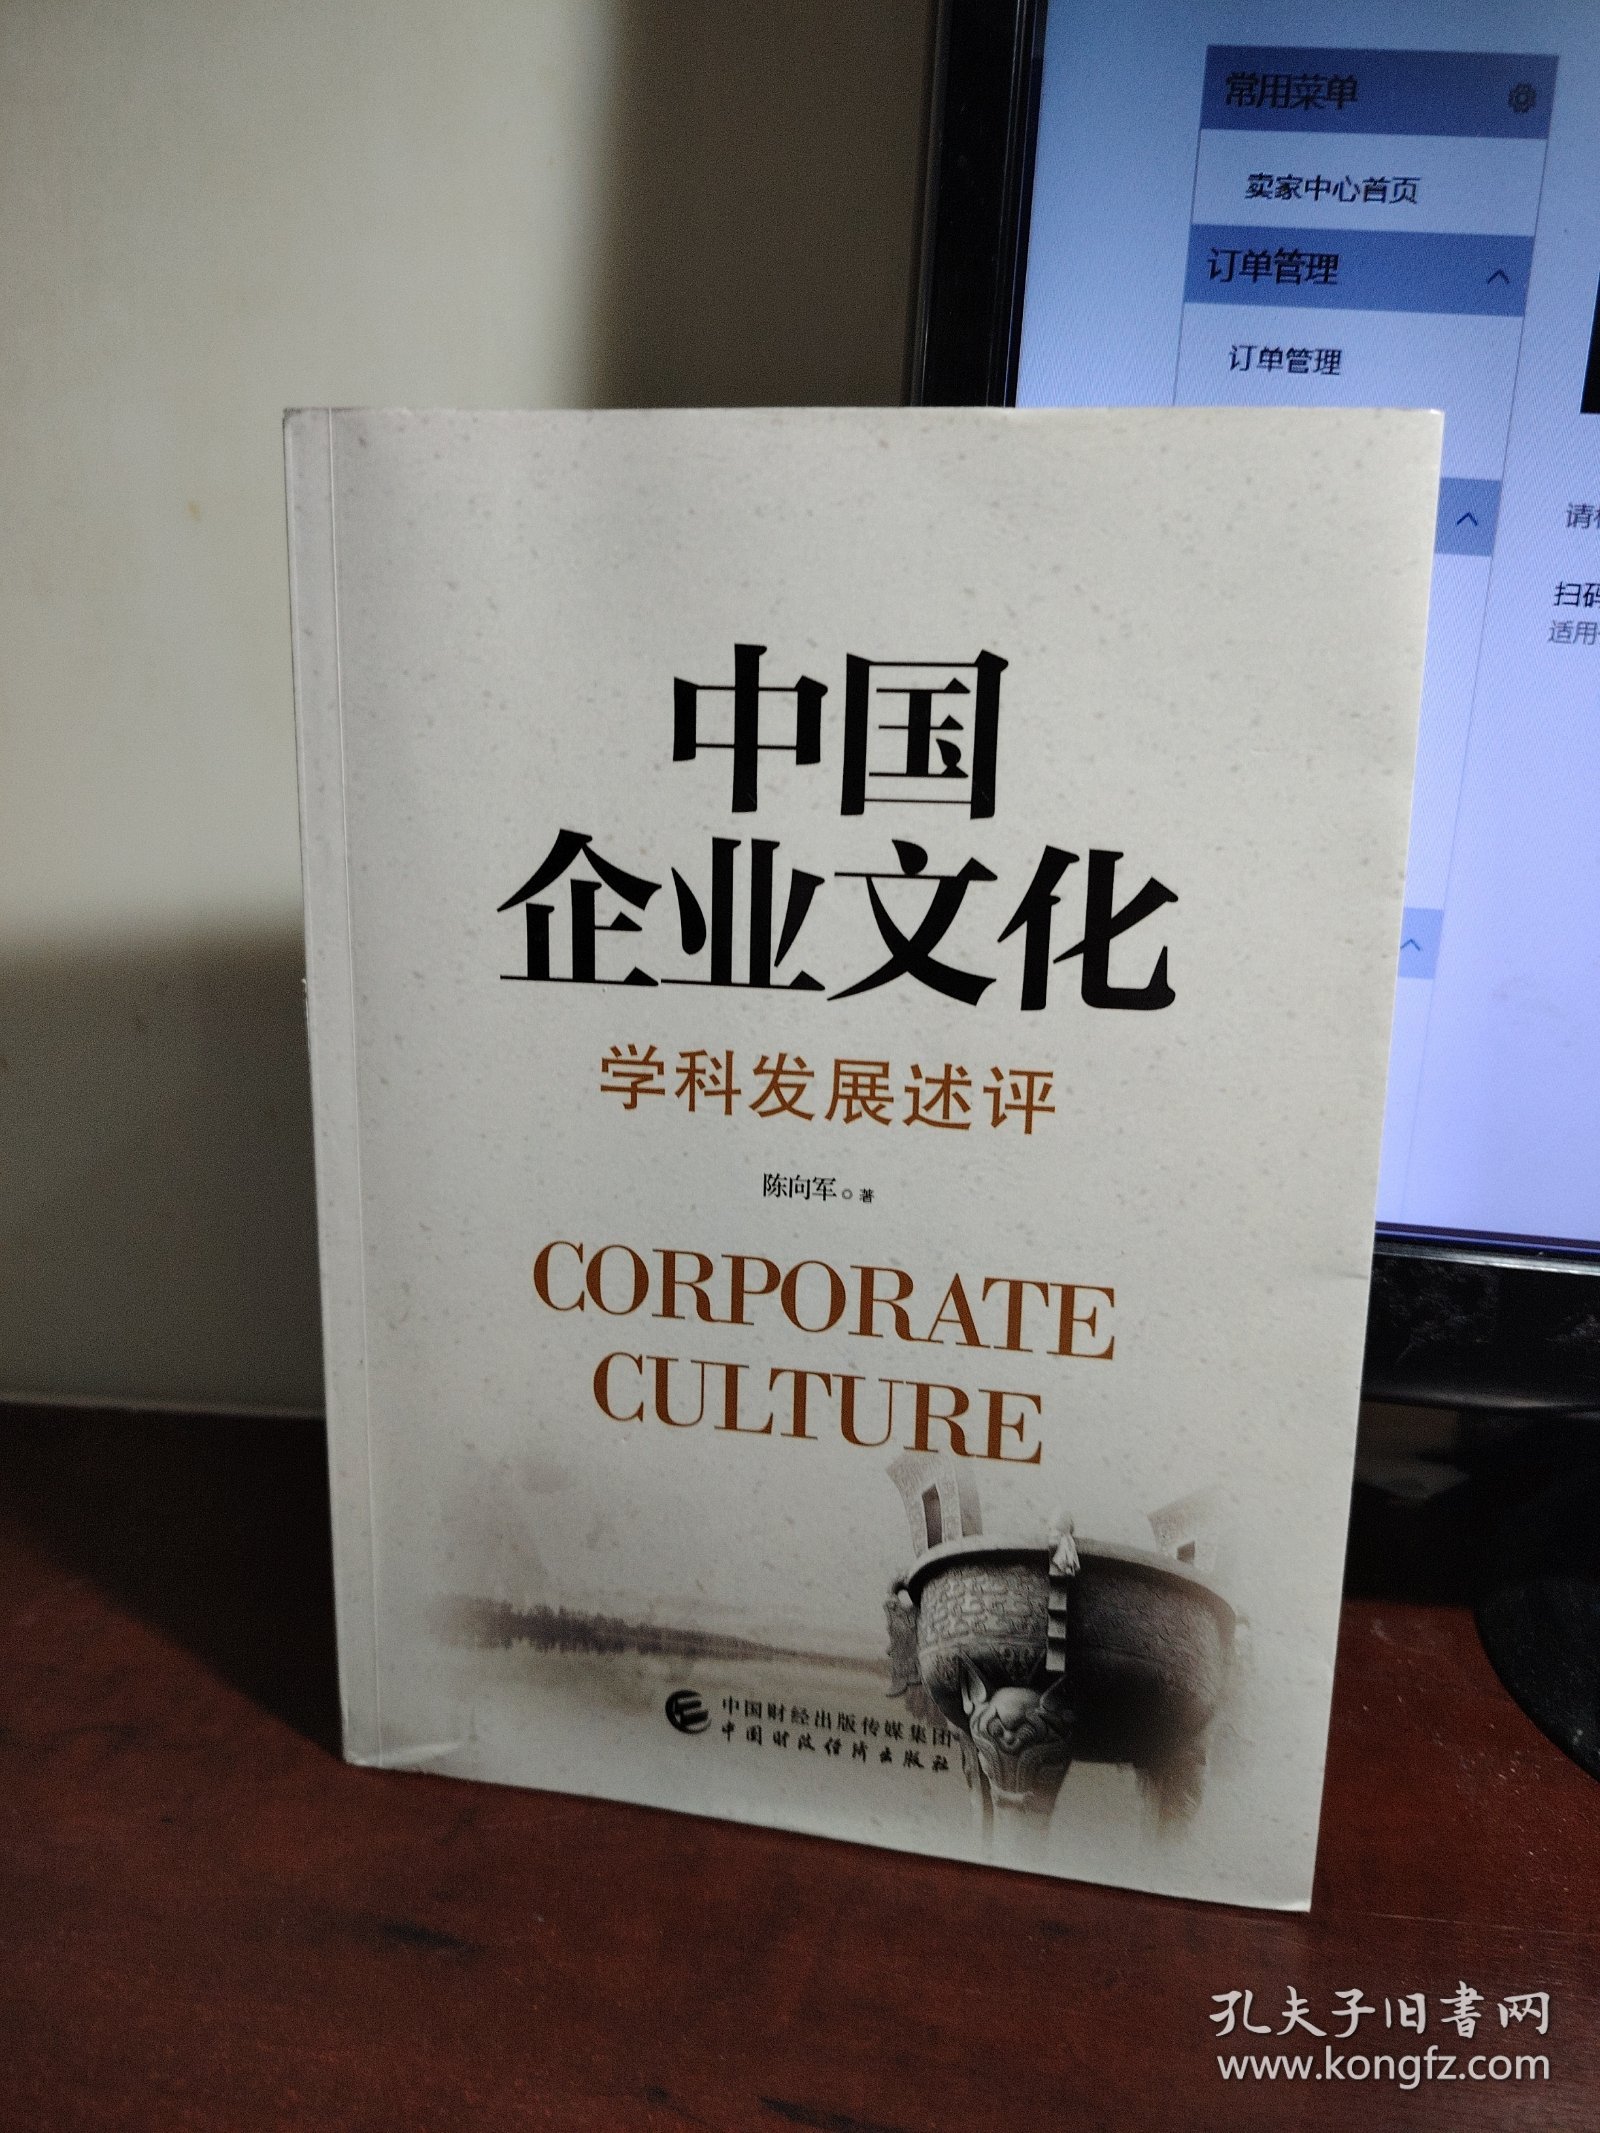 常用菜单
卖家中心首页
订单管理
订单管理
扫码
适用
中国
企业文化
学科发展述评
陈向军 ◎ 著
CORPORATE
CULTURE
中国财经出版传媒集团
中国财政经济出版社
孔夫子旧书网
www.kongfz.com